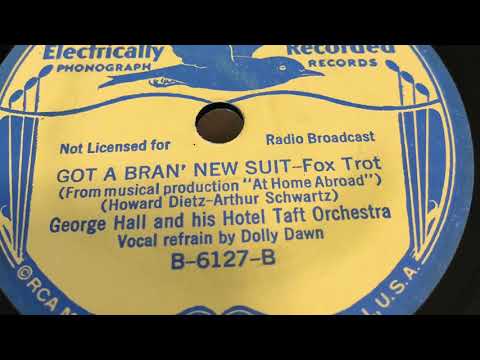 Electrically Recorded
PHONOGRAPH RECORDS
Not Licensed for Radio Broadcast
GOT A BRAN' NEW SUIT-Fox Trot
(From musical production "At Home Abroad")
(Howard Dietz-Arthur Schwartz)
George Hall and his Hotel Taft Orchestra
Vocal refrain by Dolly Dawn
B-6127-B
©RCA
U.S.A.